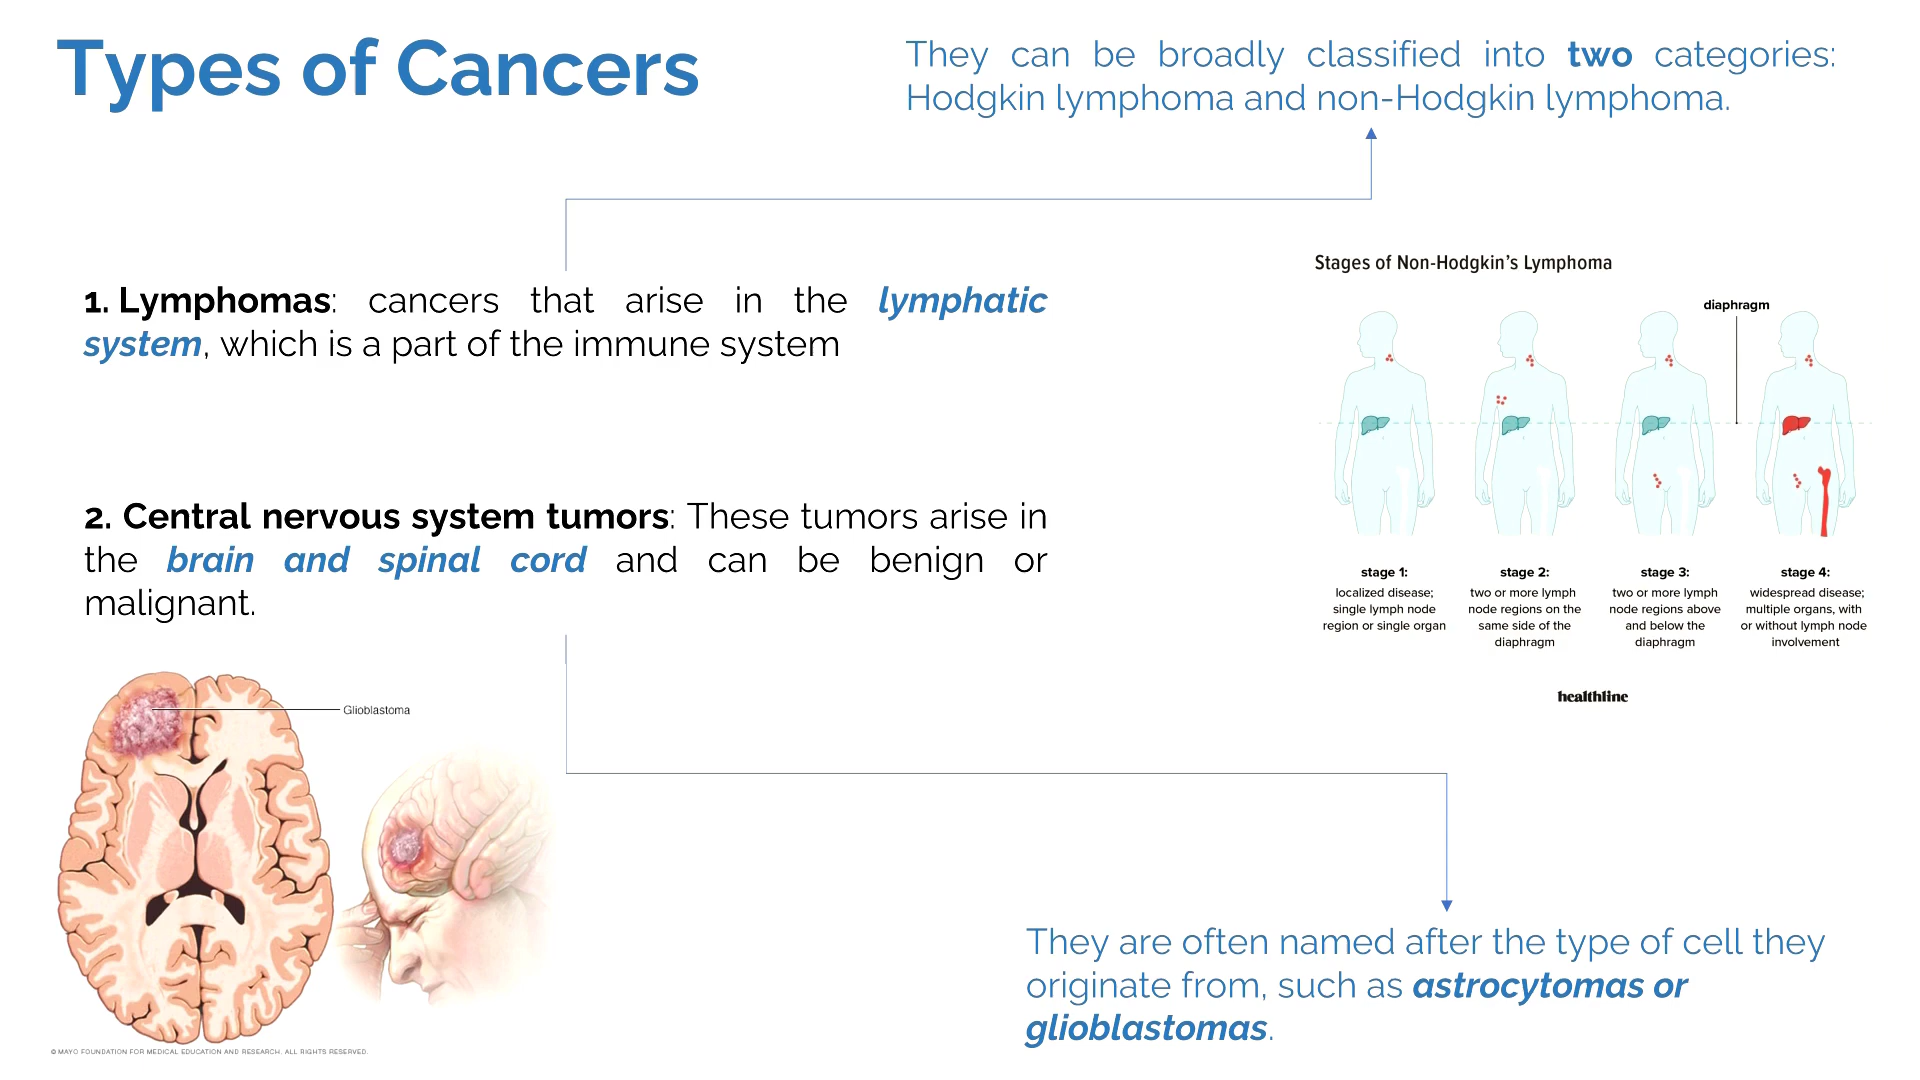 Types of Cancers
They can be broadly classified into two categories:
Hodgkin lymphoma and non-Hodgkin lymphoma.
1. Lymphomas: cancers that arise in the lymphatic
system, which is a part of the immune system
Stages of Non-Hodgkin's Lymphoma
diaphragm
stage 1:
localized disease;
single lymph node
region or single organ
stage 2:
two or more lymph
node regions on the
same side of the
diaphragm
stage 3:
two or more lymph
node regions above
and below the
diaphragm
stage 4:
widespread disease;
multiple organs, with
or without lymph node
involvement
healthline
2. Central nervous system tumors: These tumors arise in
the brain and spinal cord and can be benign or
malignant.
Glioblastoma
© MAYO FOUNDATION FOR MEDICAL EDUCATION AND RESEARCH. ALL RIGHTS RESERVED.
They are often named after the type of cell they
originate from, such as astrocytomas or
glioblastomas.